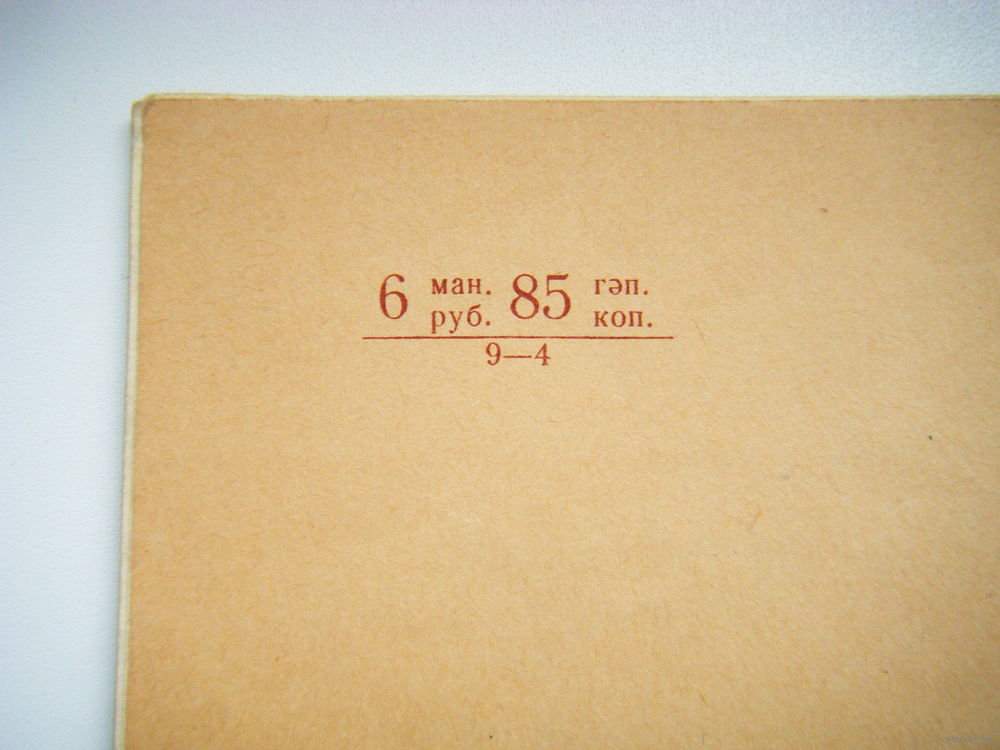 6 ман. 85 гәп.
руб. коп.
9—4